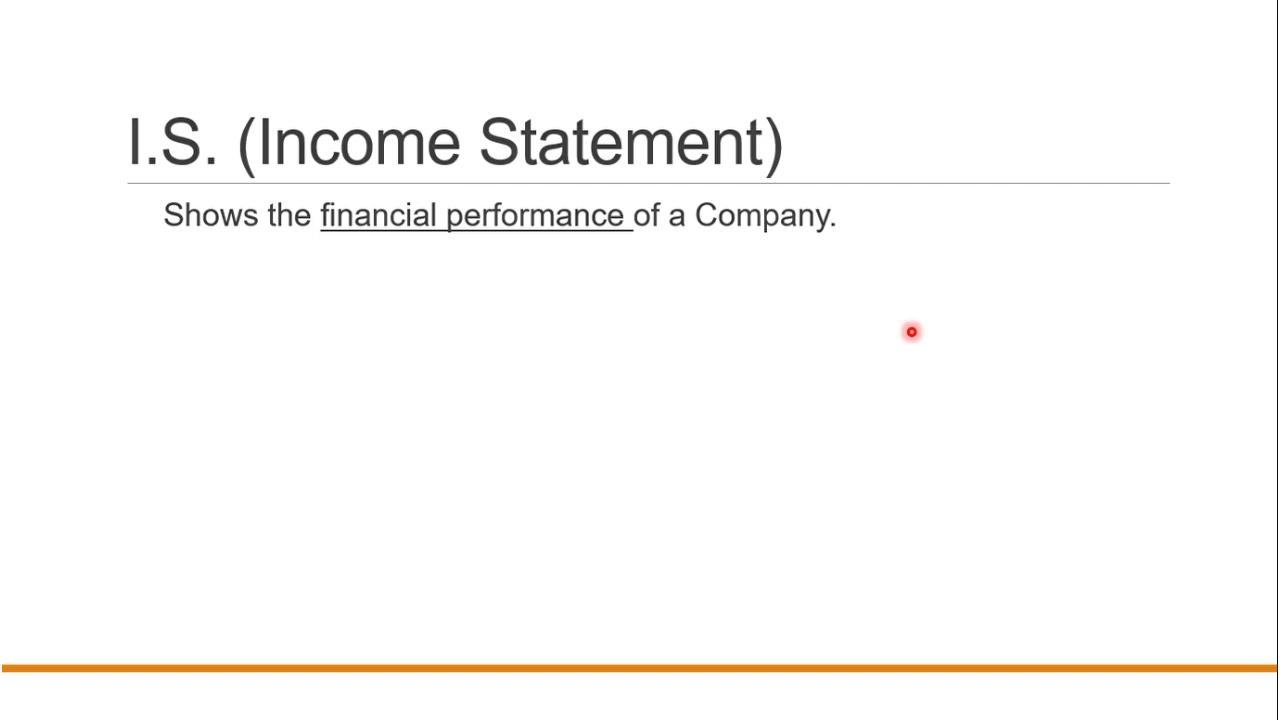 I.S. (Income Statement)
Shows the financial performance of a Company.